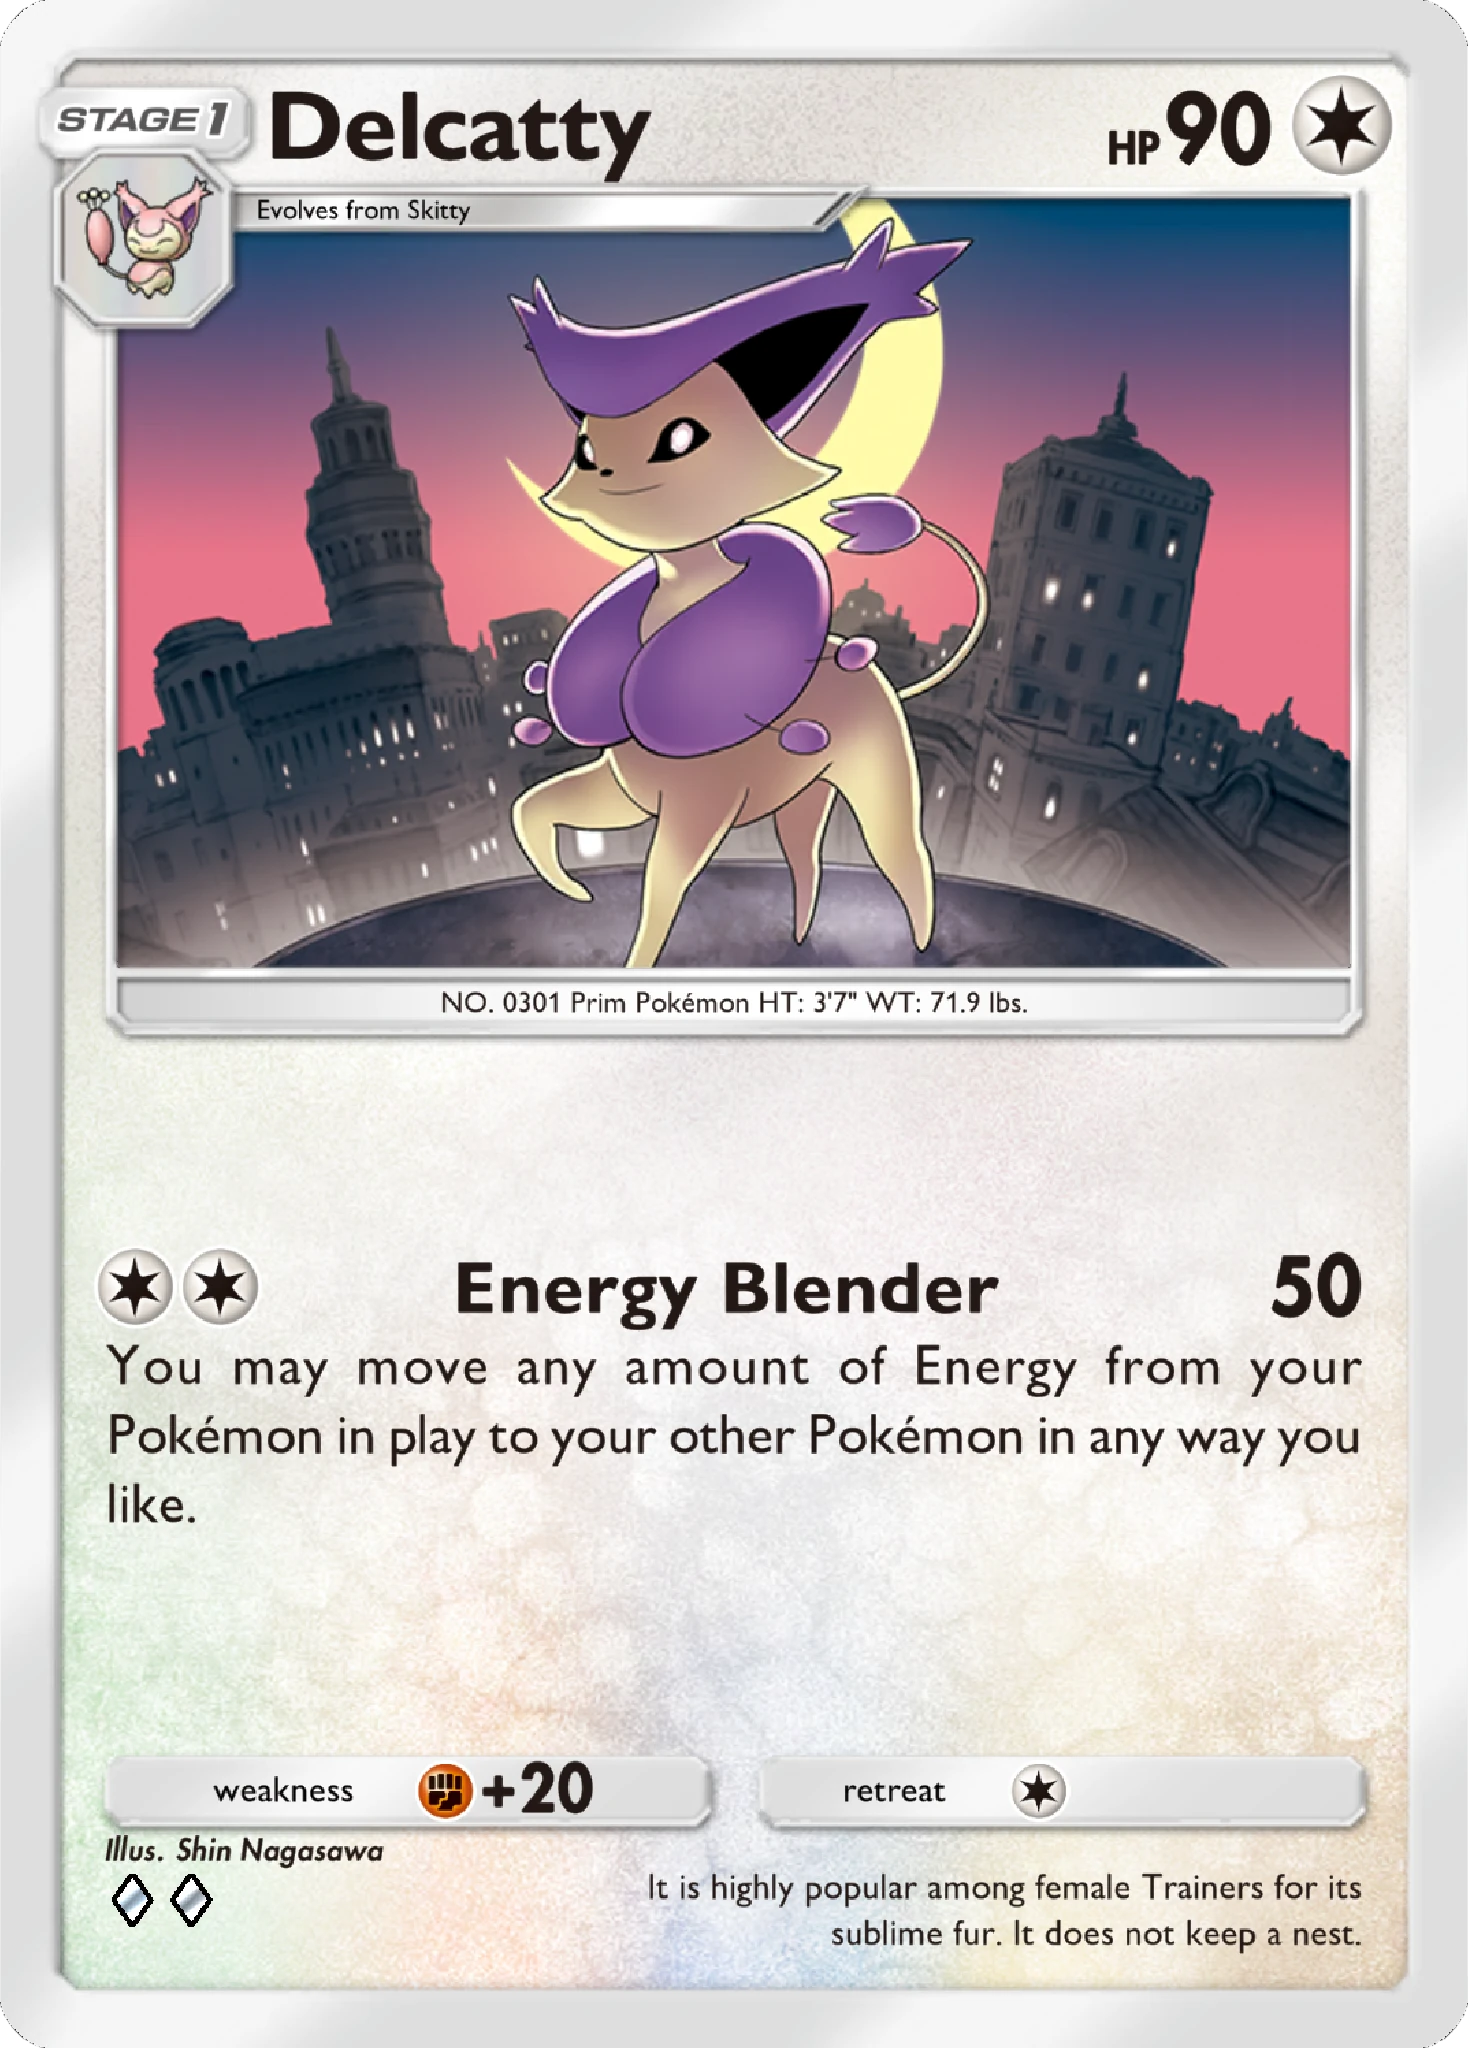 STAGE 1
Delcatty
HP 90
Evolves from Skitty
NO. 0301 Prim Pokémon HT: 3'7" WT: 71.9 lbs.
Energy Blender 50
You may move any amount of Energy from your
Pokémon in play to your other Pokémon in any way you
like.
weakness +20
retreat
Illus. Shin Nagasawa
It is highly popular among female Trainers for its
sublime fur. It does not keep a nest.